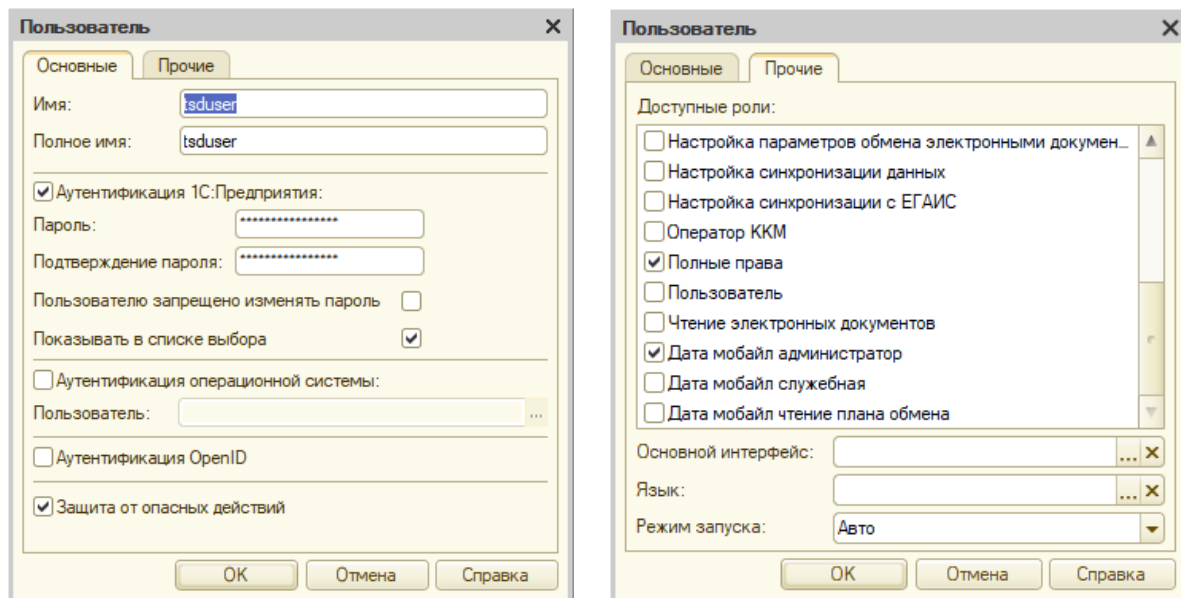 Пользователь
Основные
Прочие
Имя:
tsduser
Полное имя:
tsduser
Аутентификация 1С:Предприятия:
Пароль:
****************
Подтверждение пароля:
****************
Пользователю запрещено изменять пароль
Показывать в списке выбора
Аутентификация операционной системы:
Пользователь:
...
Аутентификация OpenID
Защита от опасных действий
OK
Отмена
Справка
Пользователь
Основные
Прочие
Доступные роли:
Настройка параметров обмена электронными докумен...
Настройка синхронизации данных
Настройка синхронизации с ЕГАИС
Оператор ККМ
Полные права
Пользователь
Чтение электронных документов
Дата мобайл администратор
Дата мобайл служебная
Дата мобайл чтение плана обмена
Основной интерфейс:
...
Язык:
...
Режим запуска:
Авто
OK
Отмена
Справка